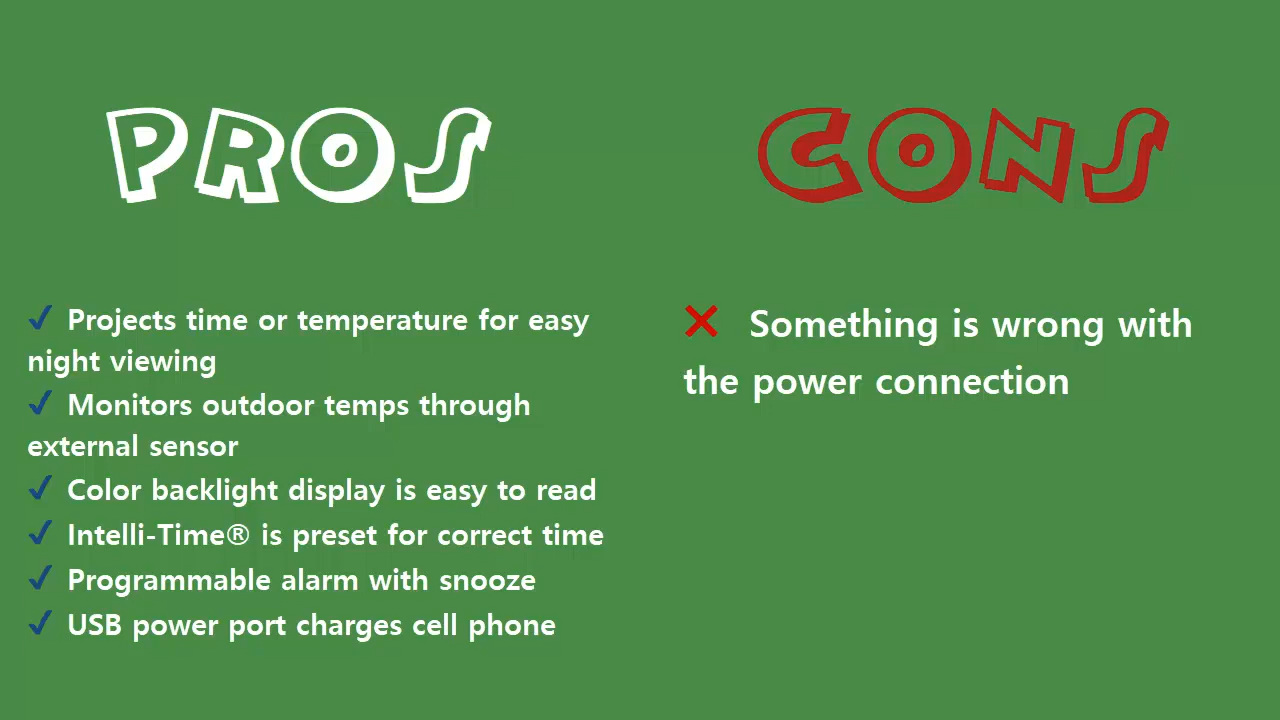 PROS
✔ Projects time or temperature for easy
night viewing
✔ Monitors outdoor temps through
external sensor
✔ Color backlight display is easy to read
✔ Intelli-Time® is preset for correct time
✔ Programmable alarm with snooze
✔ USB power port charges cell phone
CONS
❌ Something is wrong with
the power connection